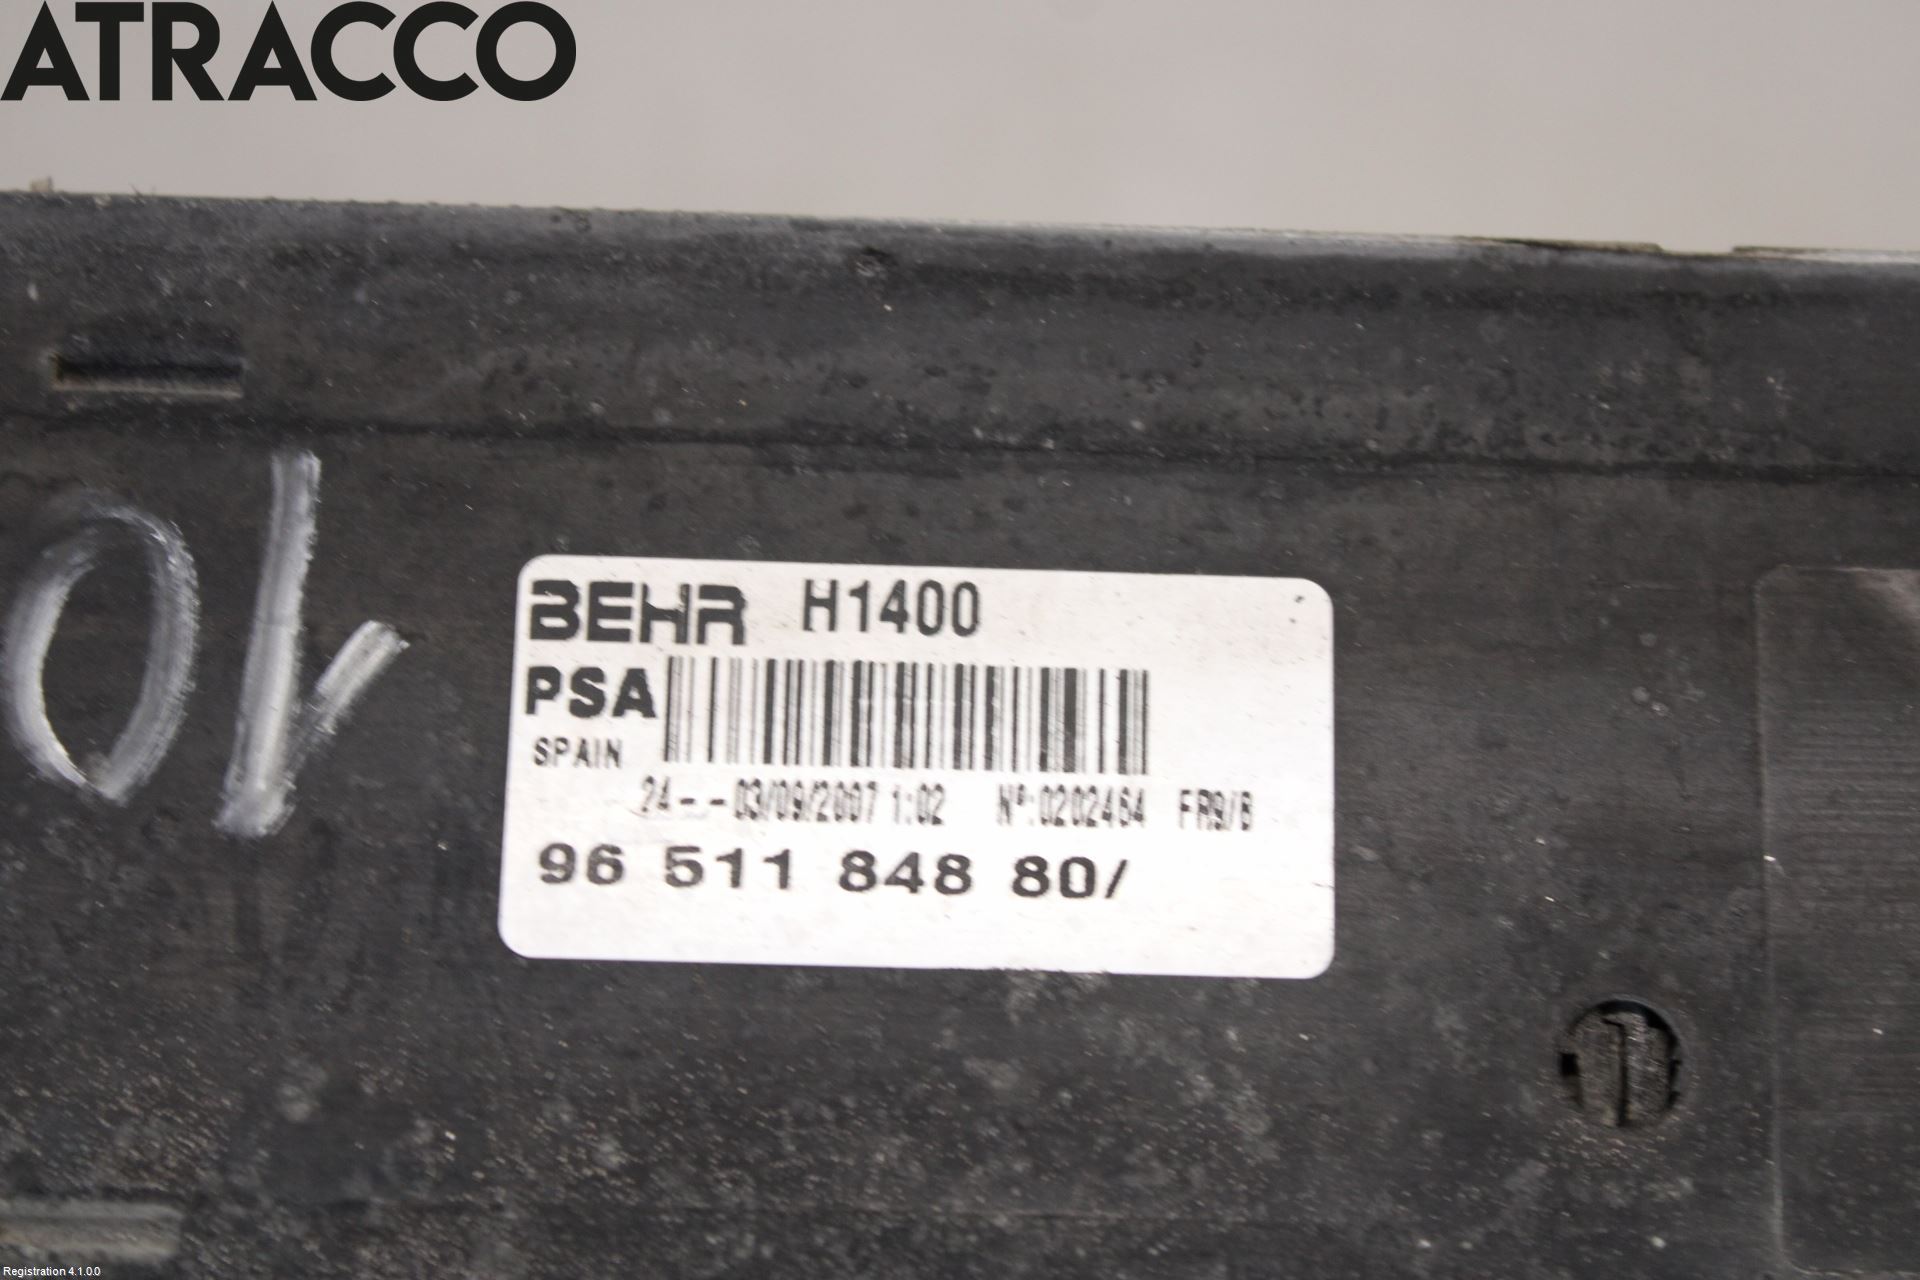 ATRACCO
BEHR H1400
PSA
SPAIN
24--03/09/2007 1:02 Nº:0202464 FR9/B
96 511 848 80/
Registration 4.1.0.0